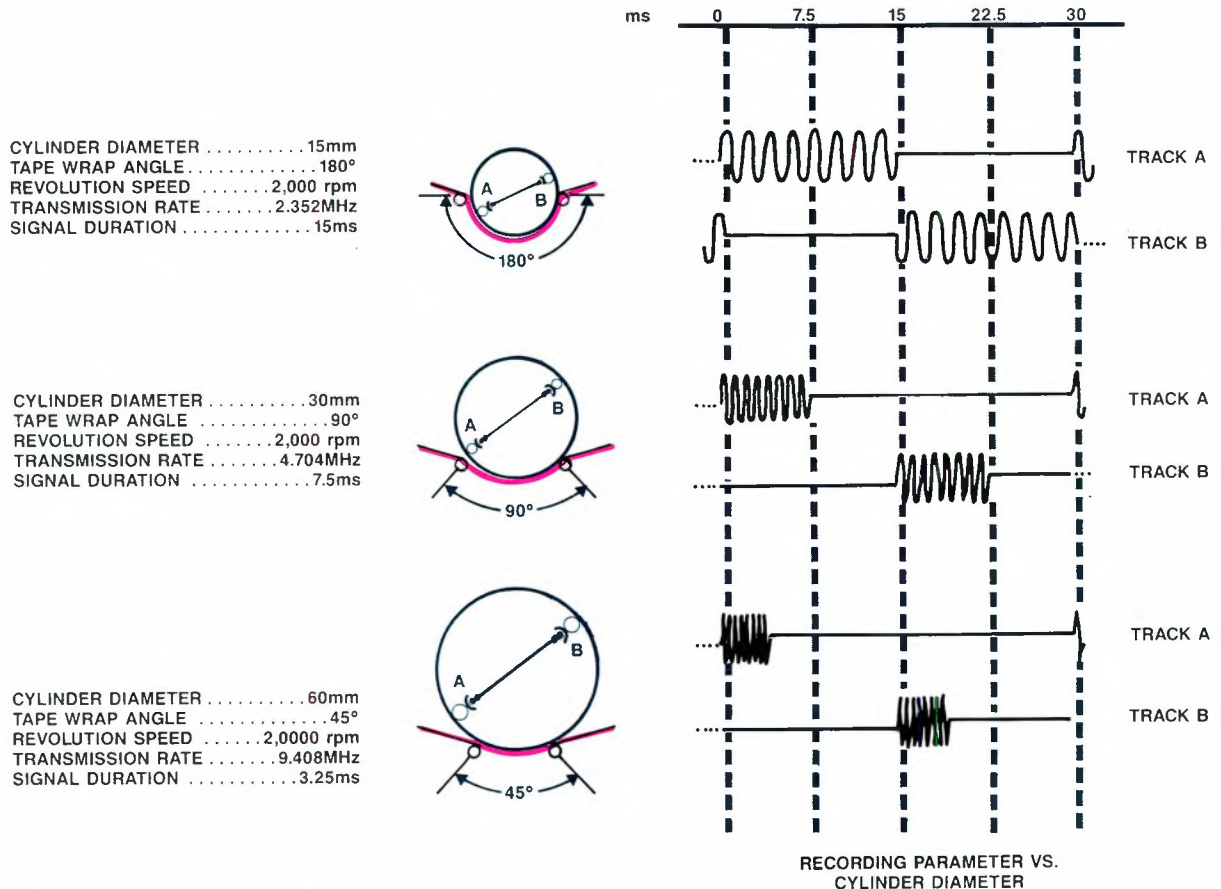 ms 0 7.5 15 22.5 30
CYLINDER DIAMETER ..........15mm
TAPE WRAP ANGLE.............180°
REVOLUTION SPEED .......2,000 rpm
TRANSMISSION RATE .......2.352MHz
SIGNAL DURATION ............15ms
A
B
180°
TRACK A
TRACK B
CYLINDER DIAMETER ..........30mm
TAPE WRAP ANGLE .............90°
REVOLUTION SPEED .......2,000 rpm
TRANSMISSION RATE .......4.704MHz
SIGNAL DURATION ...........7.5ms
A
B
90°
TRACK A
TRACK B
CYLINDER DIAMETER ..........60mm
TAPE WRAP ANGLE ............45°
REVOLUTION SPEED ......2,0000 rpm
TRANSMISSION RATE .......9.408MHz
SIGNAL DURATION ..........3.25ms
A
B
45°
TRACK A
TRACK B
RECORDING PARAMETER VS.
CYLINDER DIAMETER